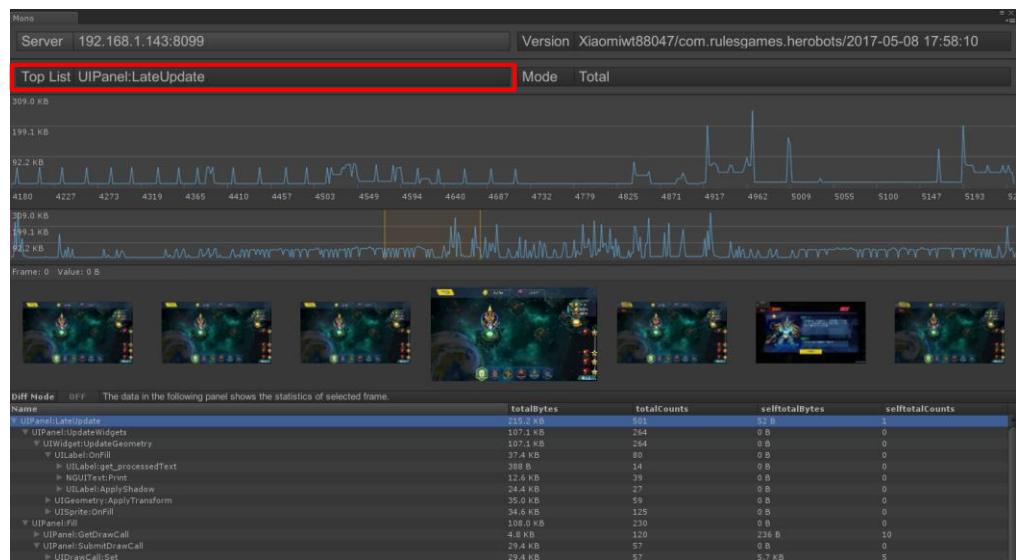 Mono
Server 192.168.1.143:8099 Version Xiaomiwt88047/com.rulesgames.herobots/2017-05-08 17:58:10
Top List UIPanel:LateUpdate Mode Total
309.0 KB
199.1 KB
92.2 KB
4180 4227 4273 4319 4365 4410 4457 4503 4549 4594 4640 4687 4732 4779 4825 4871 4917 4962 5009 5055 5100 5147 5193 52
309.0 KB
199.1 KB
92.2 KB
Frame: 0 Value: 0 B
Diff Mode OFF The data in the following panel shows the statistics of selected frame.
Name totalBytes totalCounts selftotalBytes selftotalCounts
UIPanel:LateUpdate 215.2 KB 501 52 B 1
UIPanel:UpdateWidgets 107.1 KB 264 0 B 0
UIWidget:UpdateGeometry 107.1 KB 264 0 B 0
UILabel:OnFill 37.4 KB 80 0 B 0
UILabel:get_processedText 388 B 14 0 B 0
NGUIText:Print 12.6 KB 39 0 B 0
UILabel:ApplyShadow 24.4 KB 27 0 B 0
UIGeometry:ApplyTransform 35.0 KB 59 0 B 0
UISprite:OnFill 34.6 KB 125 0 B 0
UIPanel:Fill 108.0 KB 230 0 B 0
UIPanel:GetDrawCall 4.8 KB 120 236 B 10
UIPanel:SubmitDrawCall 29.4 KB 57 0 B 0
UIDrawCall:Set 29.4 KB 57 5.7 KB 5